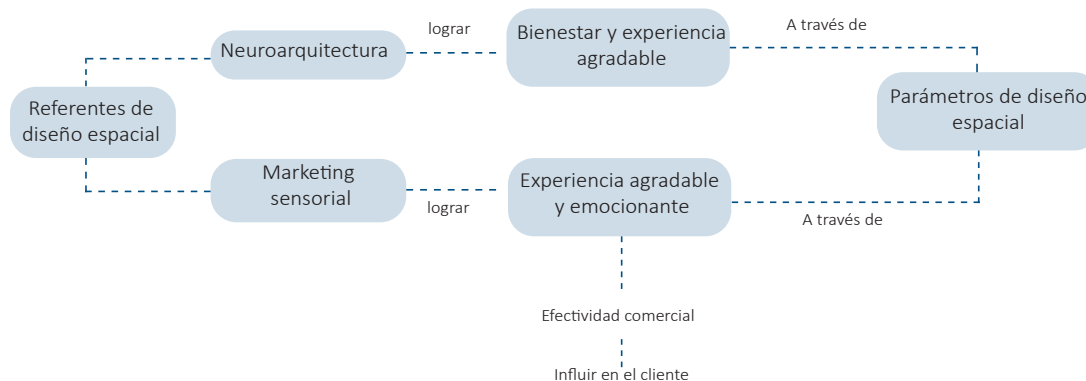 Referentes de
diseño espacial
Neuroarquitectura
lograr
Bienestar y experiencia
agradable
A través de
Parámetros de diseño
espacial
Marketing
sensorial
lograr
Experiencia agradable
y emocionante
A través de
Efectividad comercial
Influir en el cliente